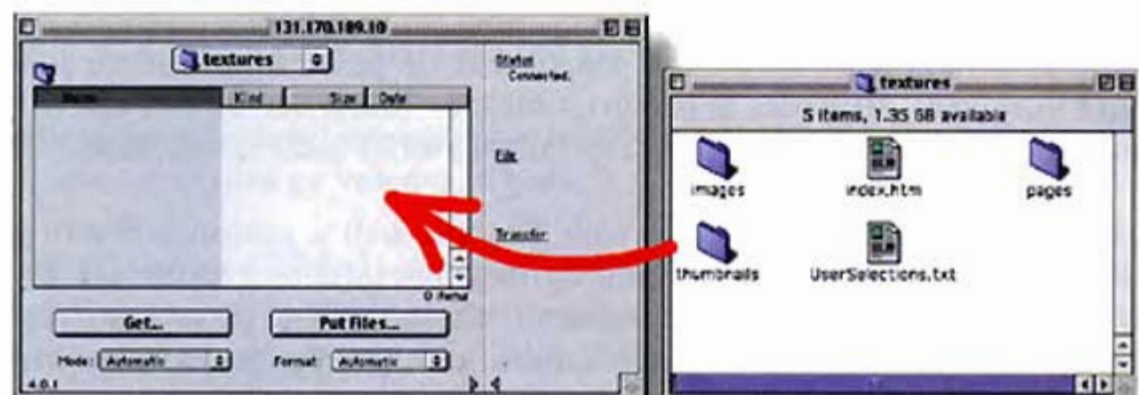 131.170.189.10
textures
Name Kind Size Date
0 items
Get...
Put Files...
Mode: Automatic
Format: Automatic
4.0.1
Status
Connected.
File
Transfer
textures
5 items, 1.35 GB available
images
index.htm
pages
thumbnails
UserSelections.txt